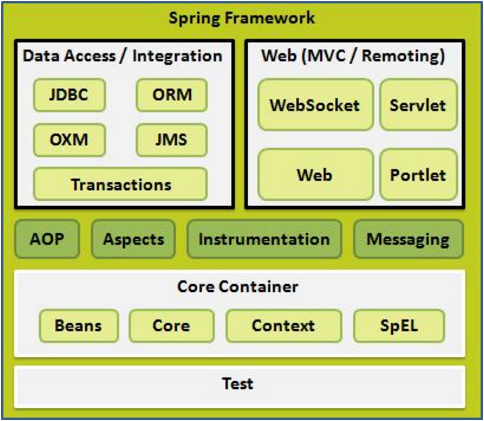 Spring Framework
Data Access / Integration
JDBC
ORM
OXM
JMS
Transactions
Web (MVC / Remoting)
WebSocket
Servlet
Web
Portlet
AOP
Aspects
Instrumentation
Messaging
Core Container
Beans
Core
Context
SpEL
Test